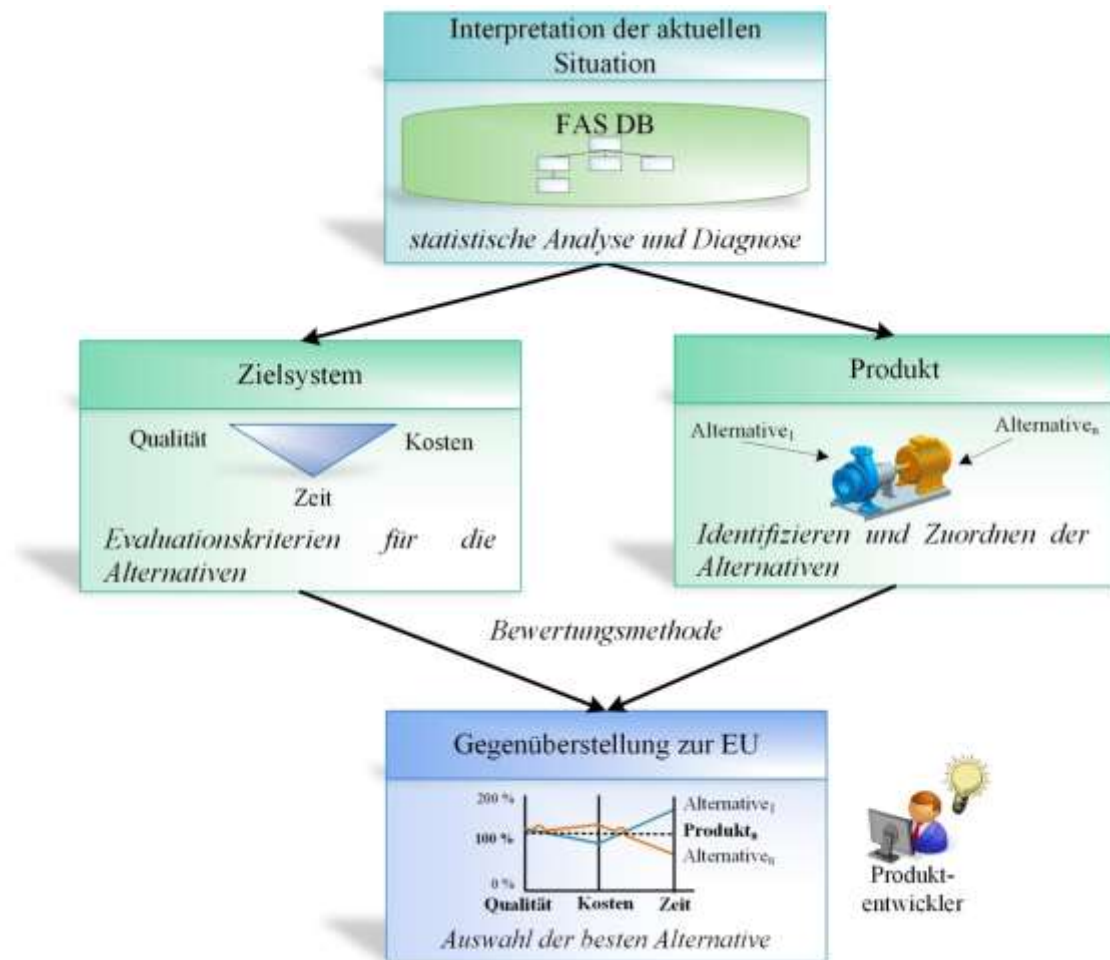 Interpretation der aktuellen
Situation
FAS DB
statistische Analyse und Diagnose
Zielsystem
Qualität
Kosten
Zeit
Evaluationskriterien für die
Alternativen
Produkt
Alternative₁
Alternativeₙ
Identifizieren und Zuordnen der
Alternativen
Bewertungsmethode
Gegenüberstellung zur EU
200 %
100 %
0 %
Alternative₁
Produktₐ
Alternativeₙ
Qualität Kosten Zeit
Auswahl der besten Alternative
Produkt-
entwickler